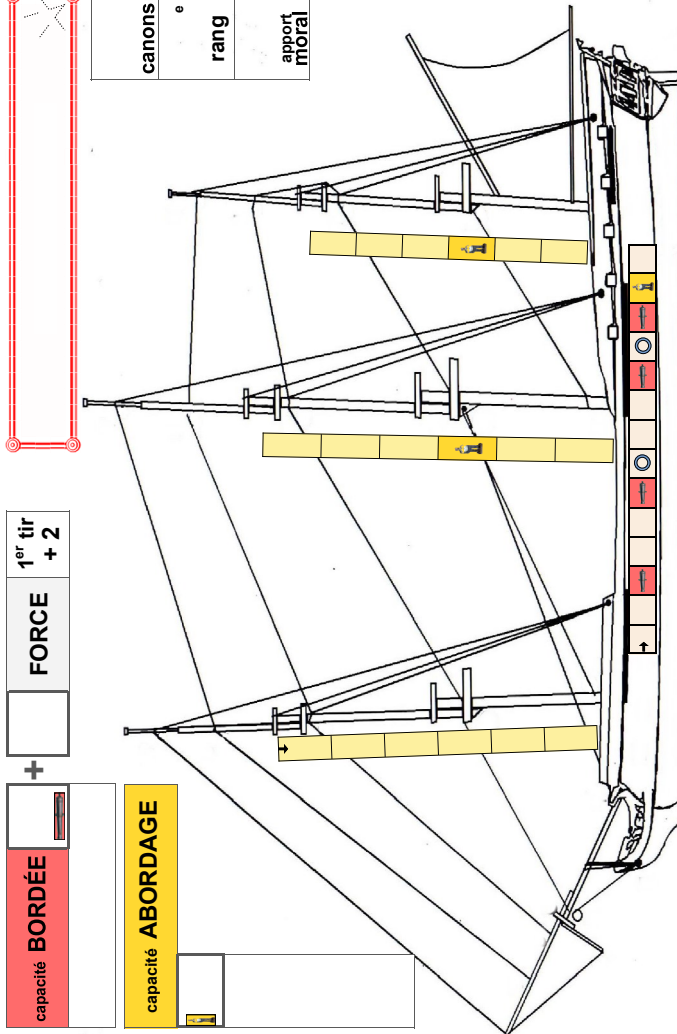 capacité BORDÉE
+
FORCE
1er tir
+ 2
capacité ABORDAGE
canons
e
rang
apport
moral